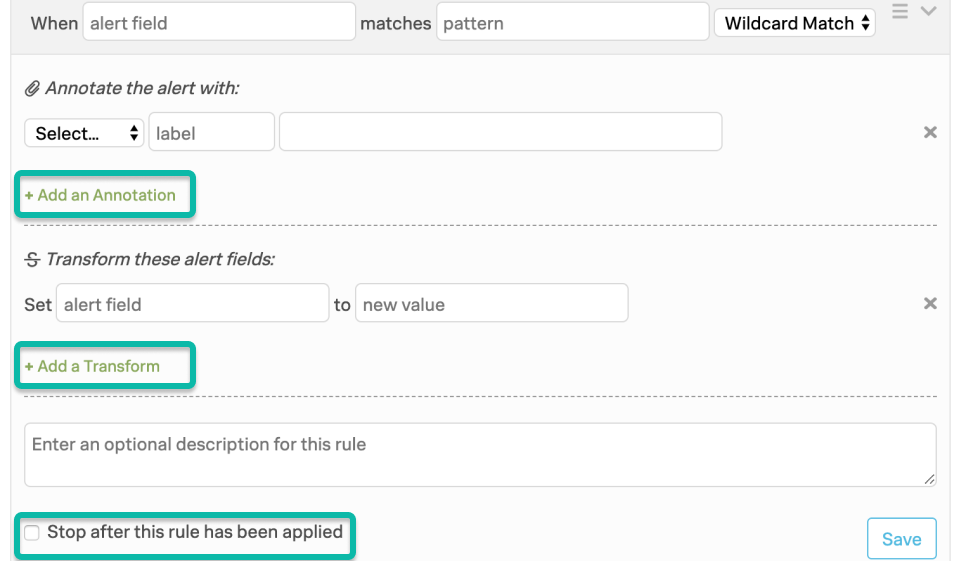 When alert field matches pattern Wildcard Match
Annotate the alert with:
Select... label
+ Add an Annotation
Transform these alert fields:
Set alert field to new value
+ Add a Transform
Enter an optional description for this rule
Stop after this rule has been applied
Save